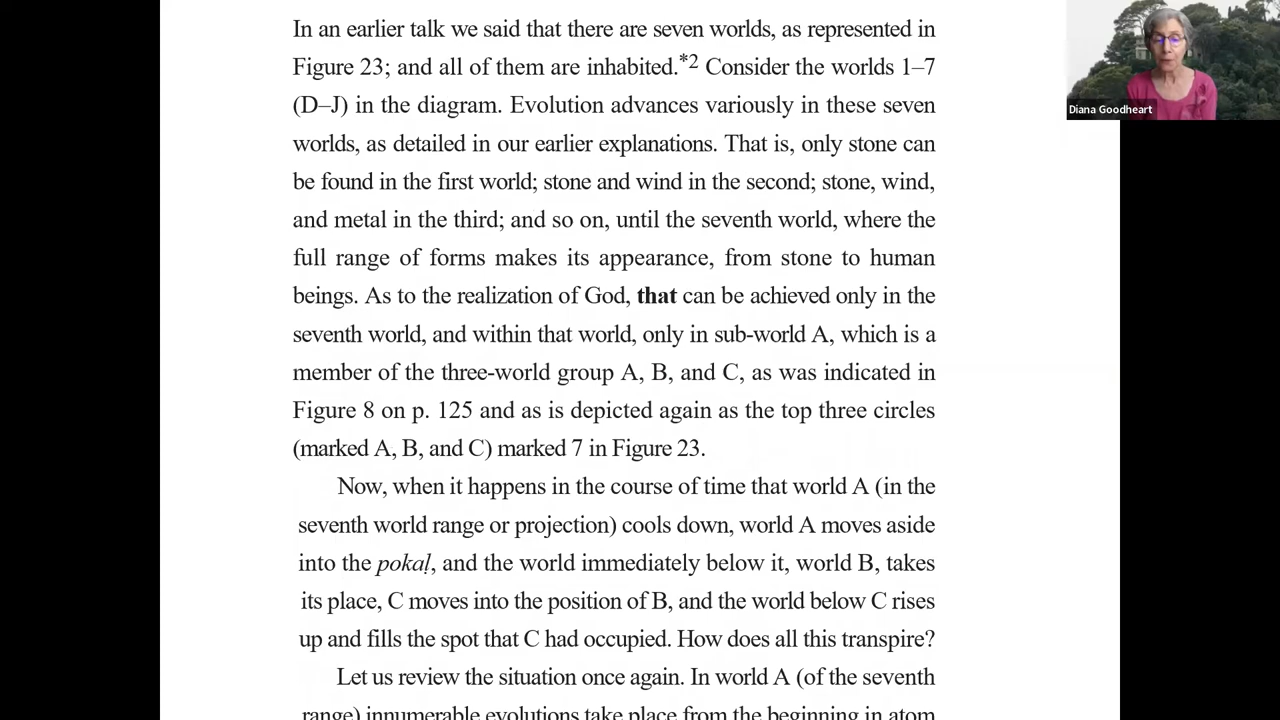 In an earlier talk we said that there are seven worlds, as represented in
Figure 23; and all of them are inhabited.*2 Consider the worlds 1–7
(D–J) in the diagram. Evolution advances variously in these seven
worlds, as detailed in our earlier explanations. That is, only stone can
be found in the first world; stone and wind in the second; stone, wind,
and metal in the third; and so on, until the seventh world, where the
full range of forms makes its appearance, from stone to human
beings. As to the realization of God, that can be achieved only in the
seventh world, and within that world, only in sub-world A, which is a
member of the three-world group A, B, and C, as was indicated in
Figure 8 on p. 125 and as is depicted again as the top three circles
(marked A, B, and C) marked 7 in Figure 23.
Now, when it happens in the course of time that world A (in the
seventh world range or projection) cools down, world A moves aside
into the pokaḷ, and the world immediately below it, world B, takes
its place, C moves into the position of B, and the world below C rises
up and fills the spot that C had occupied. How does all this transpire?
Let us review the situation once again. In world A (of the seventh
range) innumerable evolutions take place from the beginning in atom
Diana Goodheart